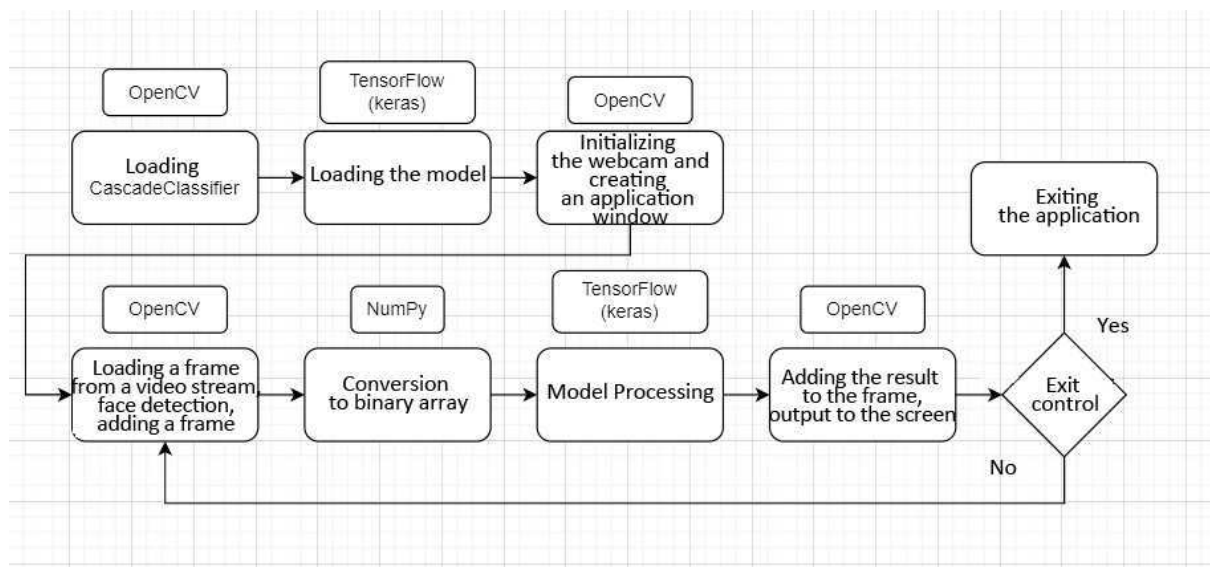 OpenCV
TensorFlow
(keras)
OpenCV
Loading
CascadeClassifier
Loading the model
Initializing
the webcam and
creating
an application
window
Exiting
the application
OpenCV
NumPy
TensorFlow
(keras)
OpenCV
Loading a frame
from a video stream,
face detection,
adding a frame
Conversion
to binary array
Model Processing
Adding the result
to the frame,
output to the screen
Exit
control
Yes
No